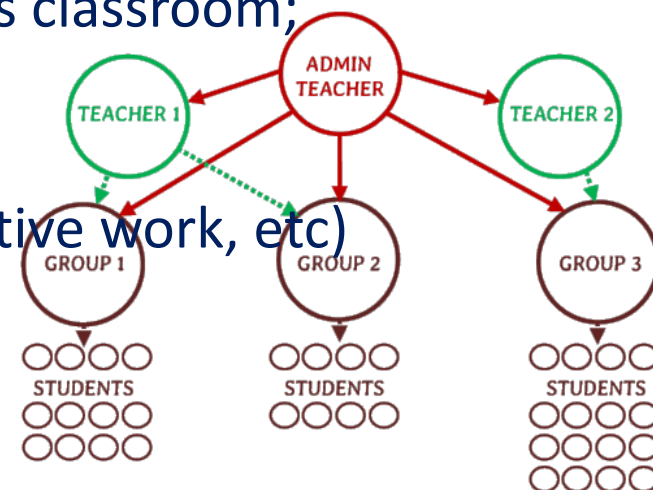 s classroom;
ADMIN
TEACHER
TEACHER 1
TEACHER 2
tive work, etc)
GROUP 1
GROUP 2
GROUP 3
STUDENTS
STUDENTS
STUDENTS